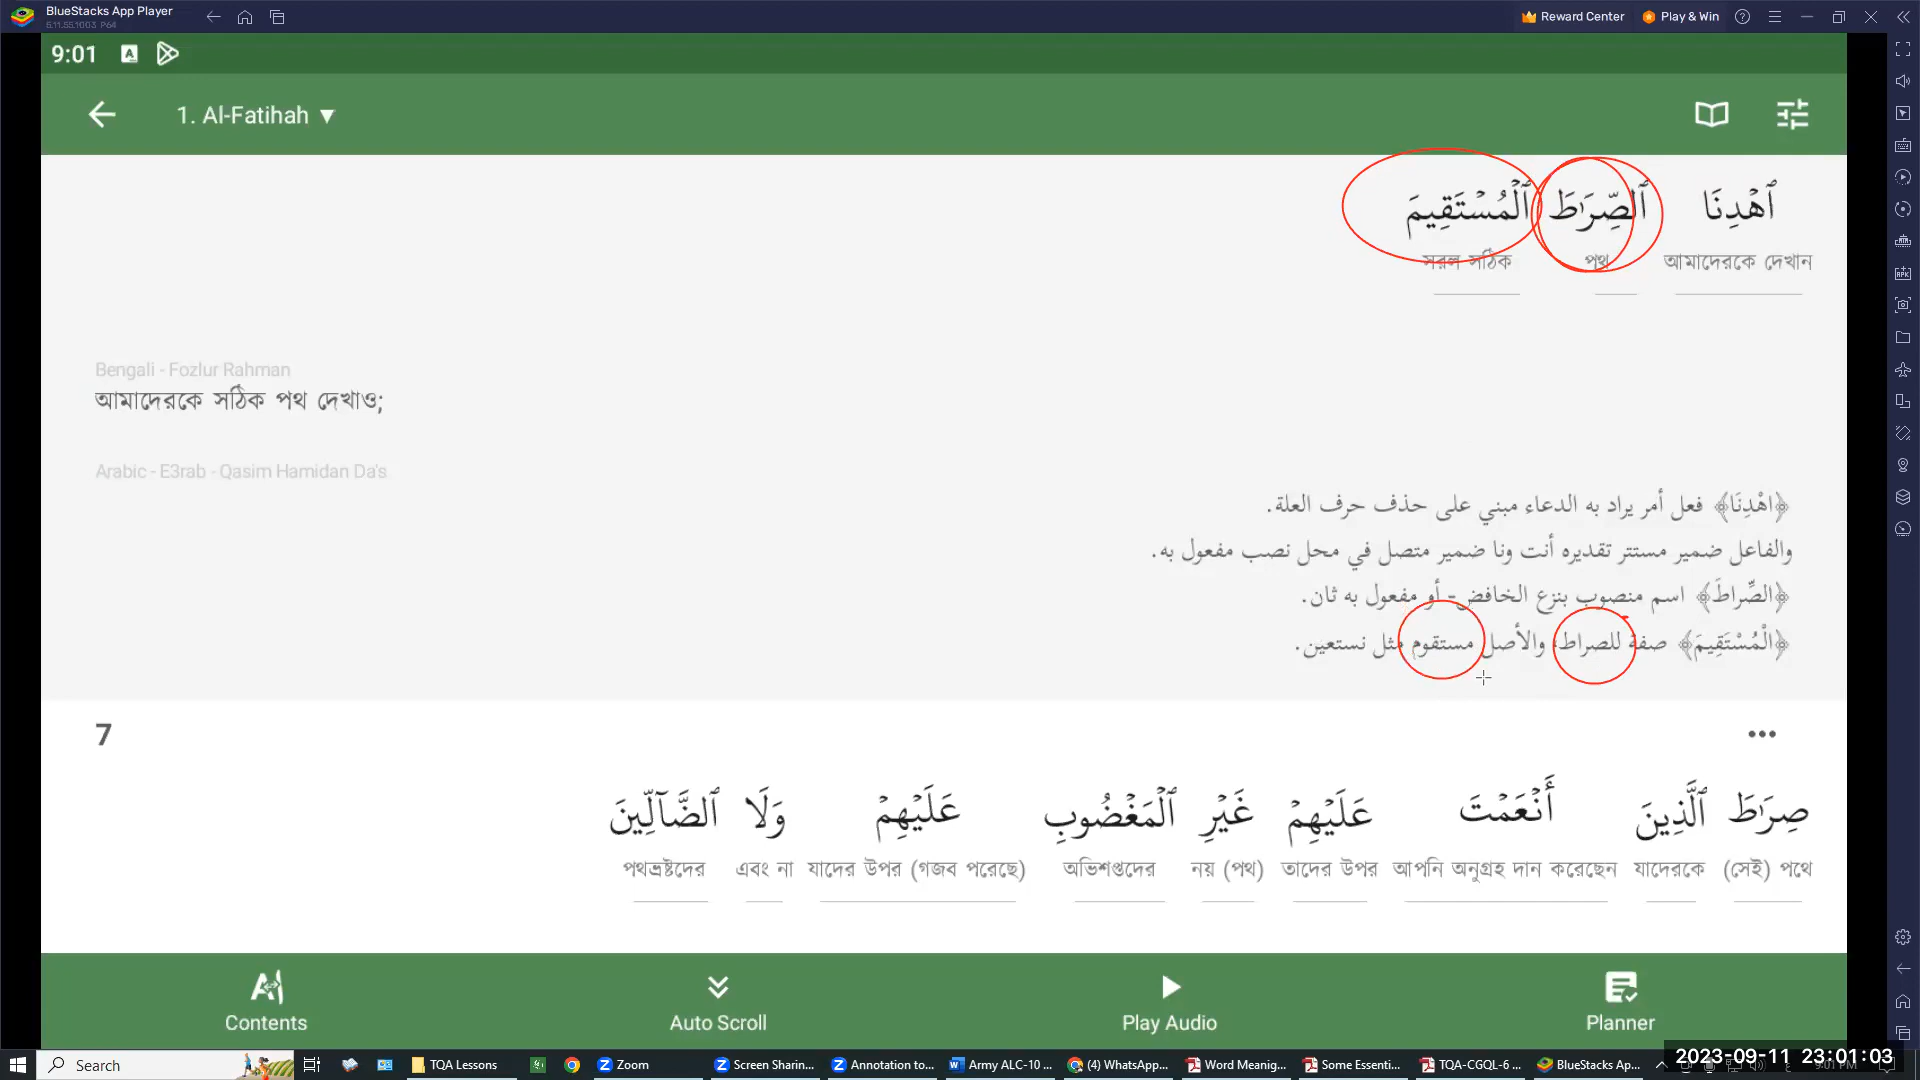 BlueStacks App Player
5.11.55.1003 P64
Reward Center
Play & Win
9:01
1. Al-Fatihah ▼
ٱهْدِنَا ٱلصِّرَٰطَ ٱلْمُسْتَقِيمَ
আমাদেরকে দেখান পথ সরল সঠিক
Bengali - Fozlur Rahman
আমাদেরকে সঠিক পথ দেখাও;
Arabic - E3rab - Qasim Hamidan Da's
﴿اهْدِنَا﴾ فعل أمر يراد به الدعاء مبني على حذف حرف العلة.
والفاعل ضمير مستتر تقديره أنت ونا ضمير متصل في محل نصب مفعول به.
﴿الصِّراطَ﴾ اسم منصوب بنزع الخافض- أو مفعول به ثان.
﴿الْمُسْتَقِيمَ﴾ صفة للصراط، والأصل مستقوم مثل نستعين.
7
صِرَٰطَ ٱلَّذِينَ أَنْعَمْتَ عَلَيْهِمْ غَيْرِ ٱلْمَغْضُوبِ عَلَيْهِمْ وَلَا ٱلضَّآلِّينَ
(সেই) পথে যাদেরকে আপনি অনুগ্রহ দান করেছেন তাদের উপর নয় (পথ) অভিশপ্তদের যাদের উপর (গজব পরেছে) এবং না পথভ্রষ্টদের
Contents
Auto Scroll
Play Audio
Planner
Search
TQA Lessons
Zoom
Screen Sharin...
Annotation to...
Army ALC-10 ...
(4) WhatsApp...
Word Meanig...
Some Essenti...
TQA-CGQL-6 ...
BlueStacks Ap...
2023-09-11 23:01:03